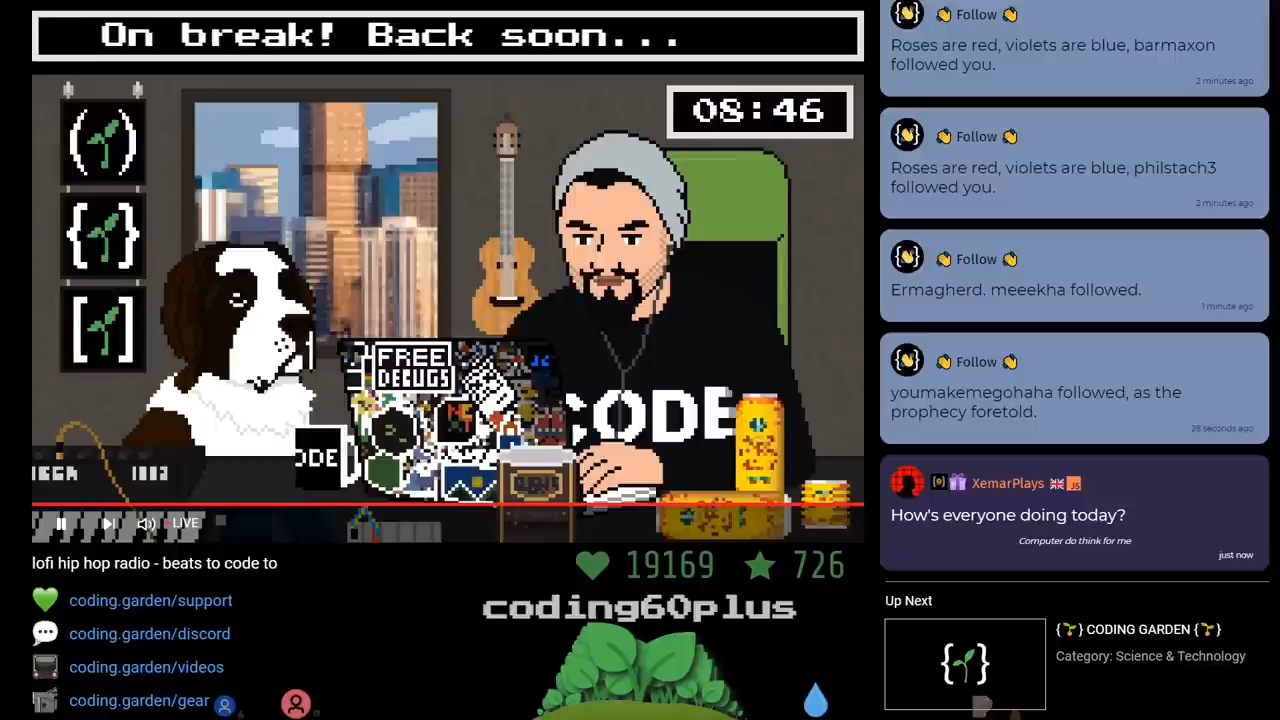 On break! Back soon...
08:46
FREE
DEBUGS
CODE
ODE
LIVE
lofi hip hop radio - beats to code to
19169
726
coding60plus
coding.garden/support
coding.garden/discord
coding.garden/videos
coding.garden/gear
Follow
Roses are red, violets are blue, barmaxon
followed you.
2 minutes ago
Follow
Roses are red, violets are blue, philstach3
followed you.
2 minutes ago
Follow
Ermagherd. meeekha followed.
1 minute ago
Follow
youmakemegohaha followed, as the
prophecy foretold.
28 seconds ago
XemarPlays
JS
How's everyone doing today?
Computer do think for me
just now
Up Next
{🌱} CODING GARDEN {🌱}
Category: Science & Technology